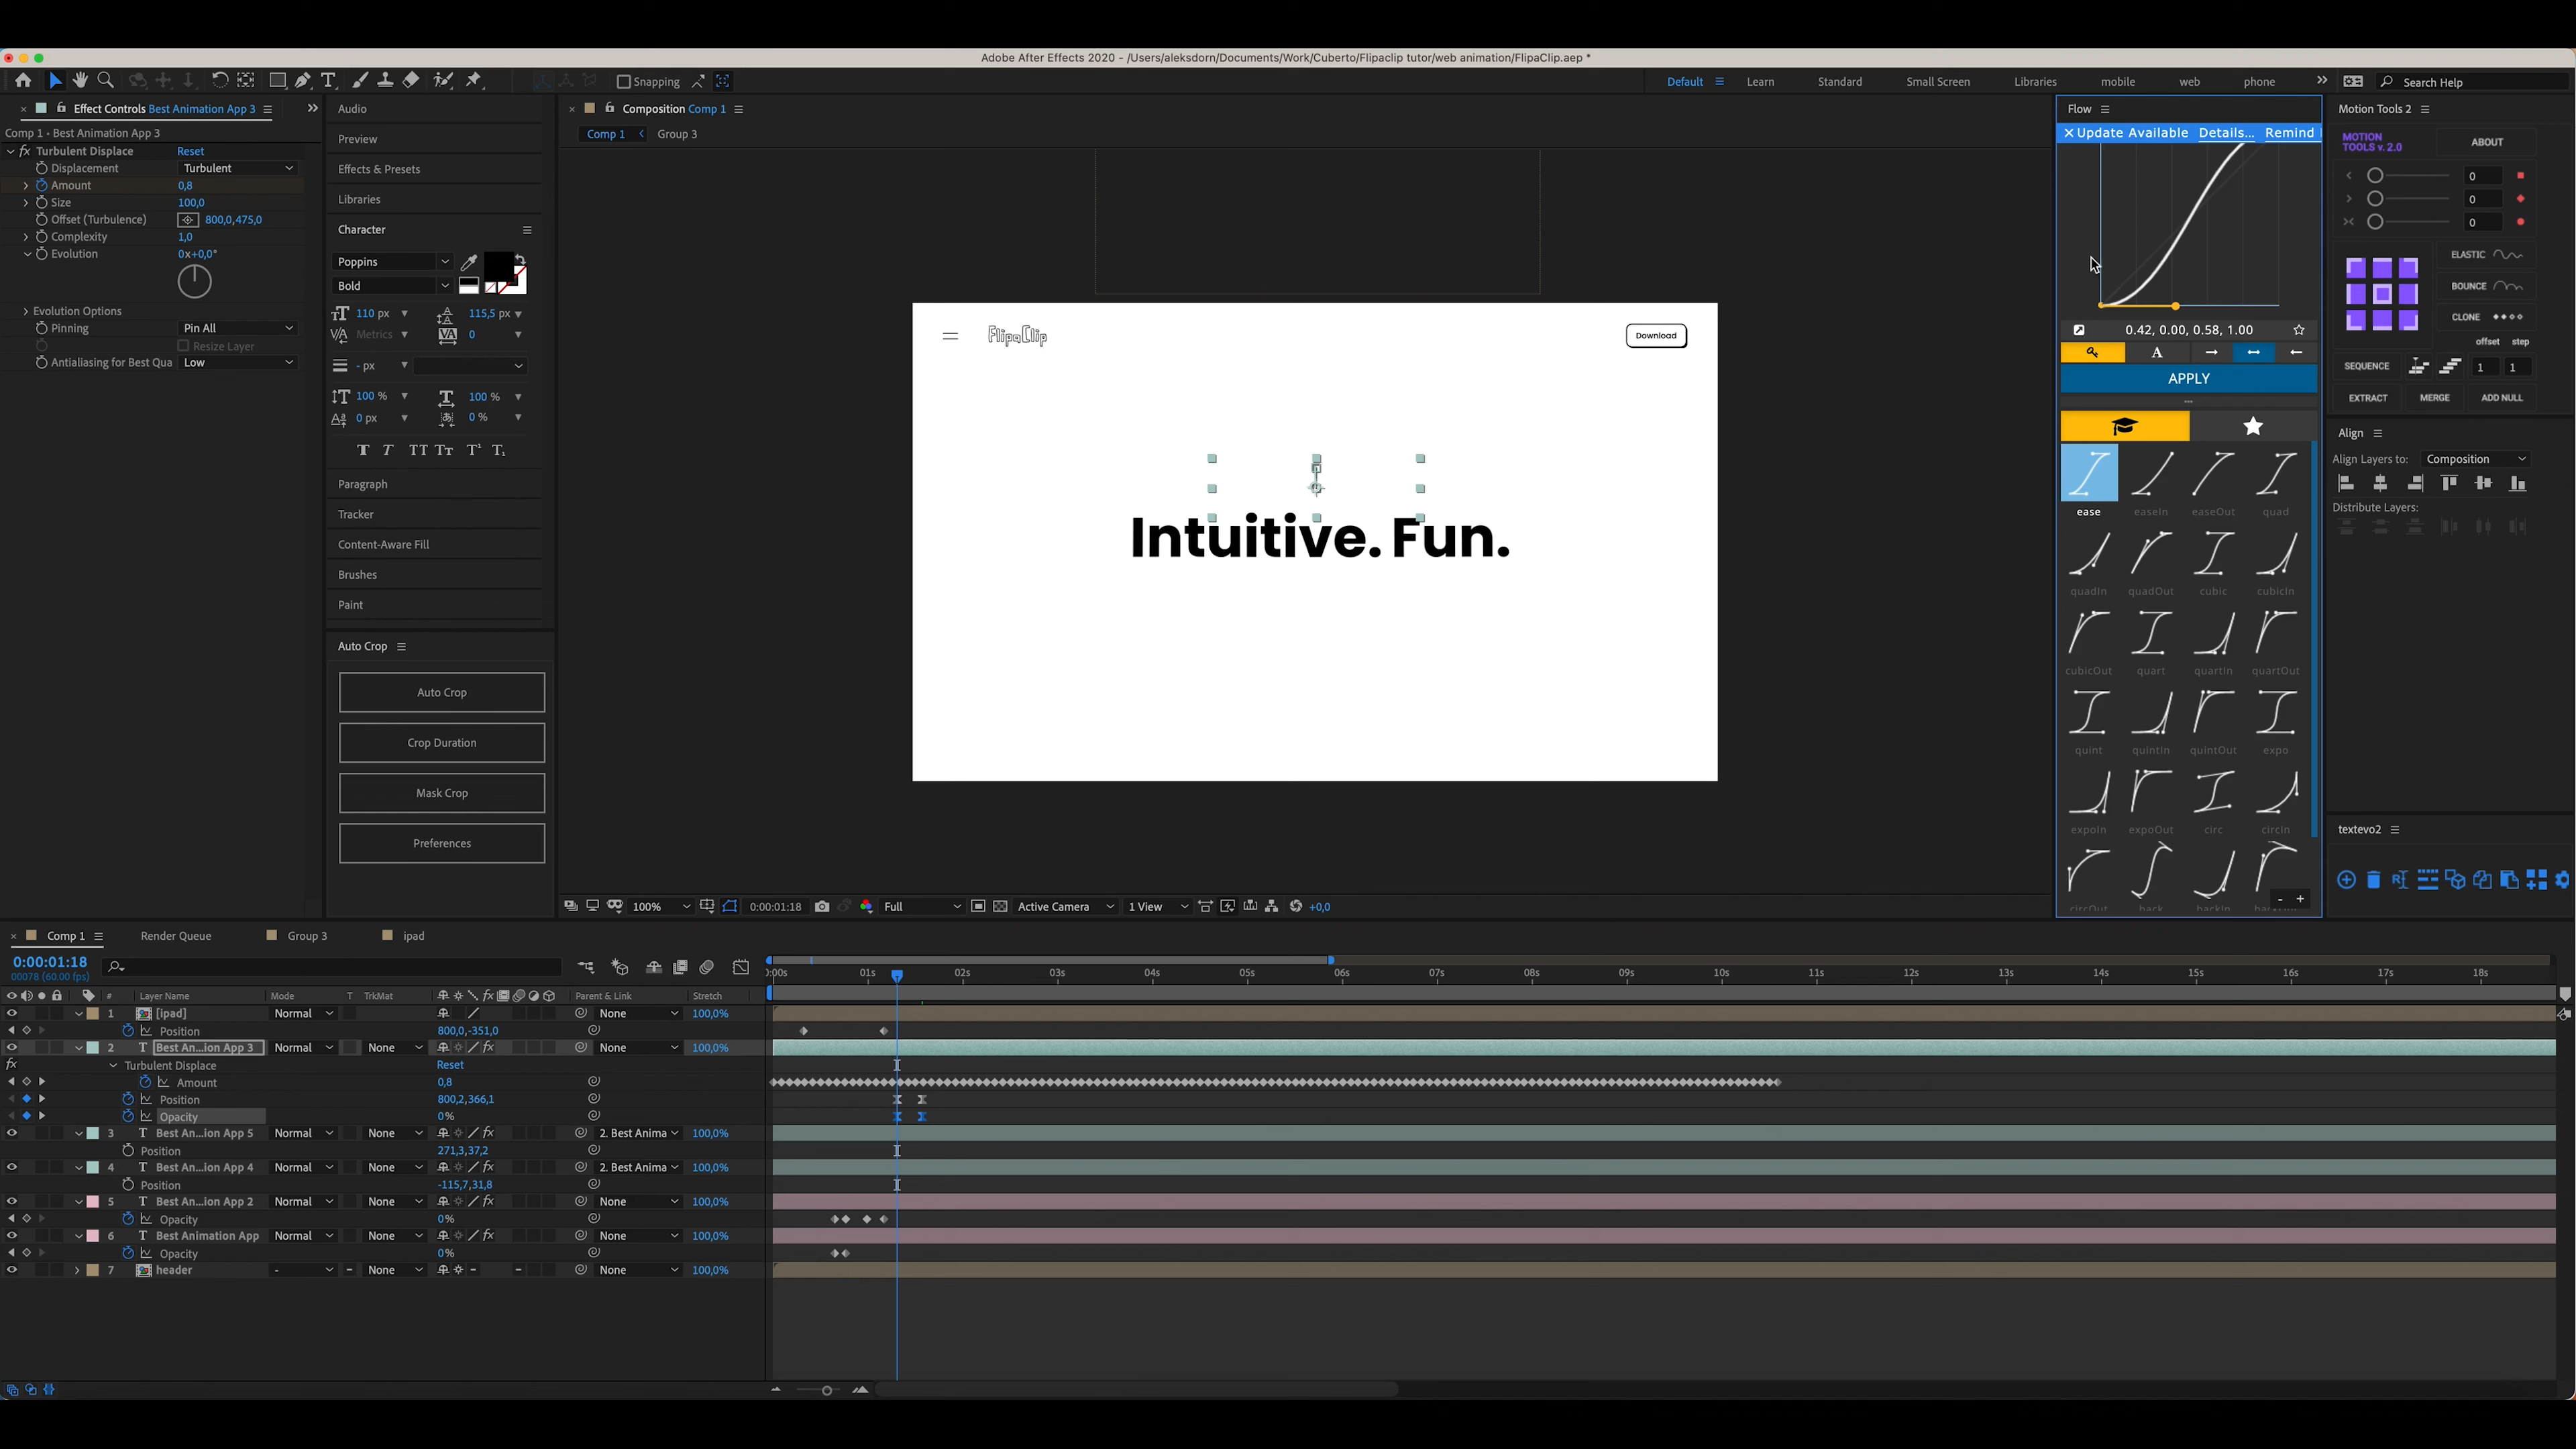 Adobe After Effects 2020 - /Users/aleksdorn/Documents/Work/Cuberto/Flipaclip tutor/web animation/FlipaClip.aep *
Snapping
Default
Learn
Standard
Small Screen
Libraries
mobile
web
phone
Search Help
Effect Controls Best Animation App 3
Comp 1 • Best Animation App 3
fx Turbulent Displace Reset
Displacement Turbulent
Amount 0,8
Size 100,0
Offset (Turbulence) 800,0,475,0
Complexity 1,0
Evolution 0x+0,0°
Evolution Options
Pinning Pin All
Resize Layer
Antialiasing for Best Qua Low
Audio
Preview
Effects & Presets
Libraries
Character
Poppins
Bold
110 px 115,5 px
Metrics 0
- px
100 % 100 %
0 px 0 %
Paragraph
Tracker
Content-Aware Fill
Brushes
Paint
Auto Crop
Auto Crop
Crop Duration
Mask Crop
Preferences
Composition Comp 1
Comp 1 Group 3
FlipaClip
Download
Intuitive. Fun.
100% 0:00:01:18 Full Active Camera 1 View +0,0
Flow
Update Available Details... Remind
0.42, 0.00, 0.58, 1.00
A
APPLY
ease easeIn easeOut quad
quadIn quadOut cubic cubicIn
cubicOut quart quartIn quartOut
quint quintIn quintOut expo
expoIn expoOut circ circIn
circOut back backIn
- +
Motion Tools 2
MOTION
TOOLS v. 2.0
ABOUT
0
0
0
ELASTIC
BOUNCE
CLONE
offset step
SEQUENCE 1 1
EXTRACT MERGE ADD NULL
Align
Align Layers to: Composition
Distribute Layers:
textevo2
Comp 1 Render Queue Group 3 ipad
0:00:01:18
00078 (60.00 fps)
0:00s 01s 02s 03s 04s 05s 06s 07s 08s 09s 10s 11s 12s 13s 14s 15s 16s 17s 18s
# Layer Name Mode T TrkMat Parent & Link Stretch
1 [ipad] Normal None 100,0%
Position 800,0,-351,0
2 T Best An...ion App 3 Normal None None 100,0%
fx Turbulent Displace Reset
Amount 0,8
Position 800,2,366,1
Opacity 0%
3 T Best An...ion App 5 Normal None 2. Best Anima 100,0%
Position 271,3,37,2
4 T Best An...ion App 4 Normal None 2. Best Anima 100,0%
Position -115,7,31,8
5 T Best An...ion App 2 Normal None None 100,0%
Opacity 0%
6 T Best Animation App Normal None None 100,0%
Opacity 0%
7 header - None None 100,0%